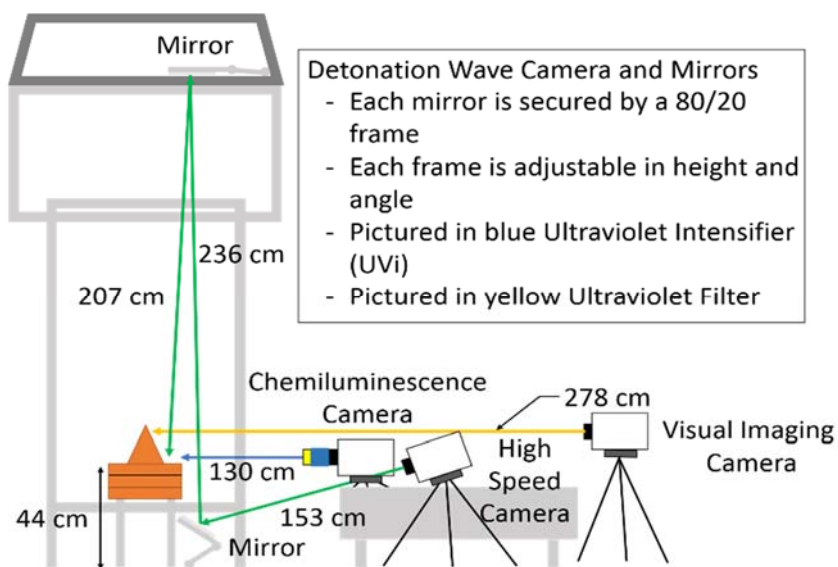 Mirror
Detonation Wave Camera and Mirrors
- Each mirror is secured by a 80/20
frame
- Each frame is adjustable in height and
angle
- Pictured in blue Ultraviolet Intensifier
(UVi)
- Pictured in yellow Ultraviolet Filter
236 cm
207 cm
Chemiluminescence
Camera
278 cm
Visual Imaging
Camera
High
Speed
Camera
130 cm
153 cm
44 cm
Mirror